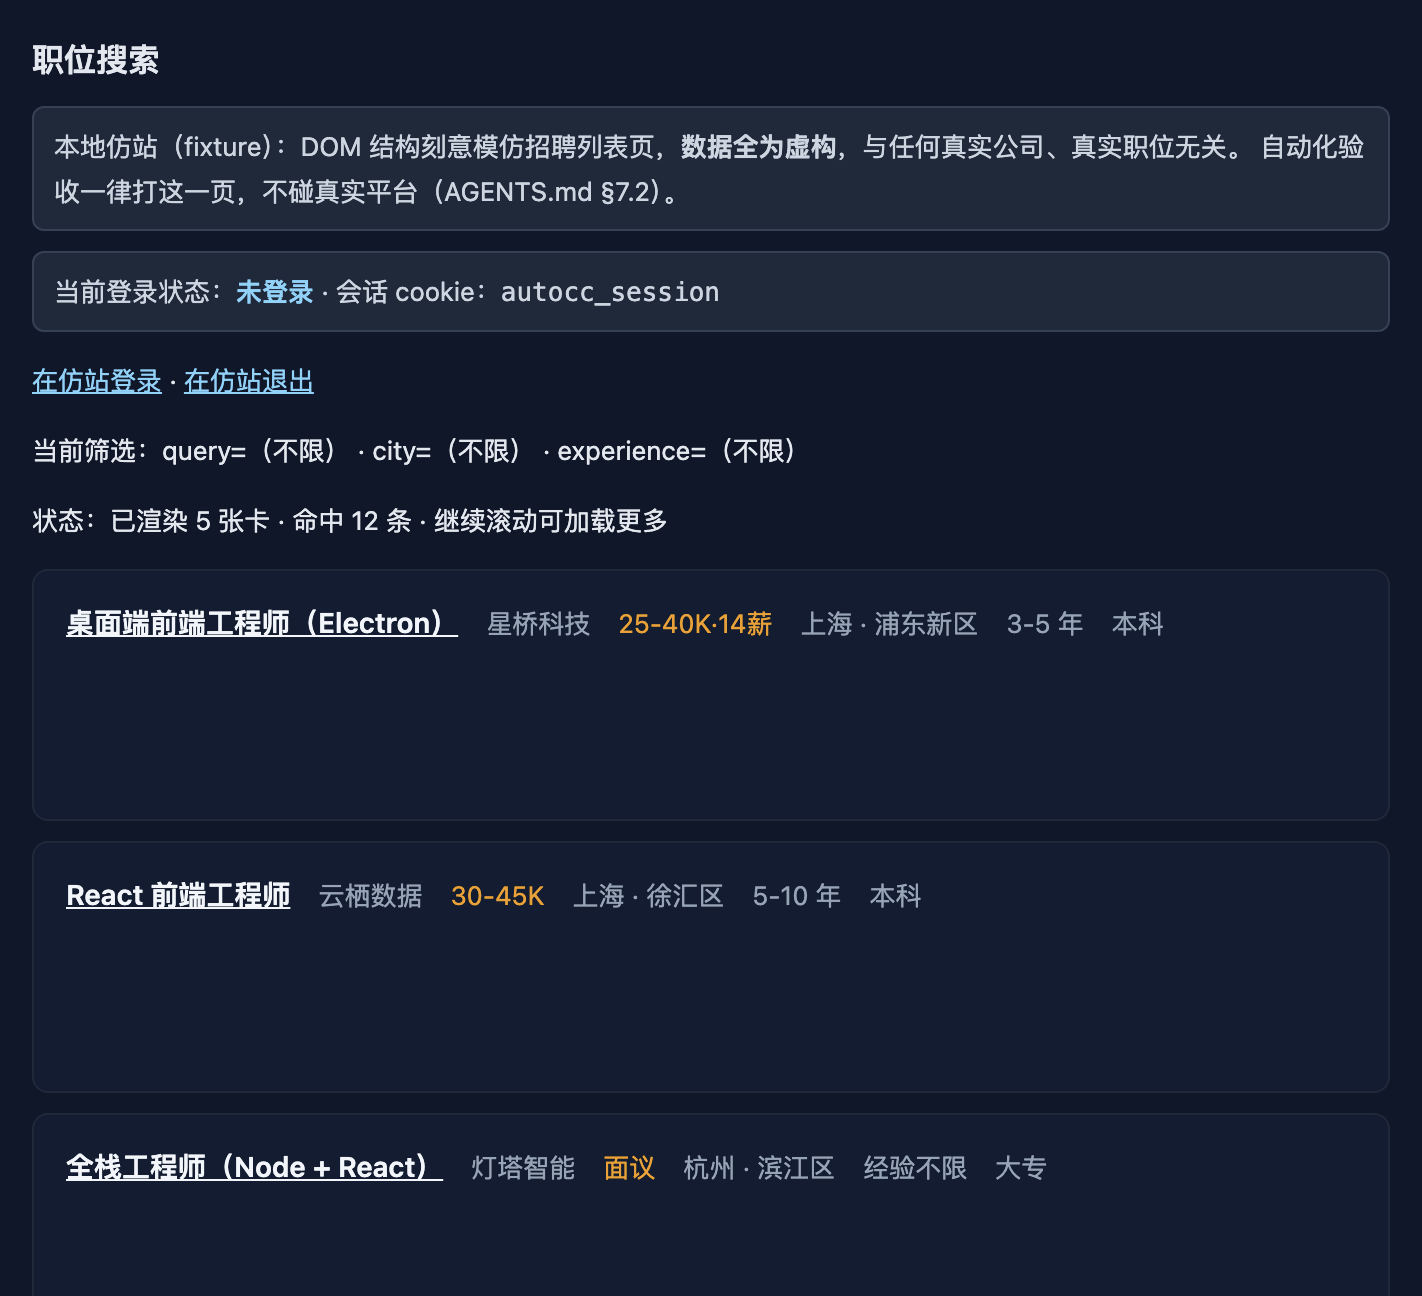 职位搜索
本地仿站（fixture）：DOM 结构刻意模仿招聘列表页，数据全为虚构，与任何真实公司、真实职位无关。 自动化验
收一律打这一页，不碰真实平台（AGENTS.md §7.2）。
当前登录状态：未登录 · 会话 cookie：autocc_session
在仿站登录 · 在仿站退出
当前筛选：query=（不限） · city=（不限） · experience=（不限）
状态：已渲染 5 张卡 · 命中 12 条 · 继续滚动可加载更多
桌面端前端工程师（Electron） 星桥科技 25-40K·14薪 上海 · 浦东新区 3-5 年 本科
React 前端工程师 云栖数据 30-45K 上海 · 徐汇区 5-10 年 本科
全栈工程师（Node + React） 灯塔智能 面议 杭州 · 滨江区 经验不限 大专